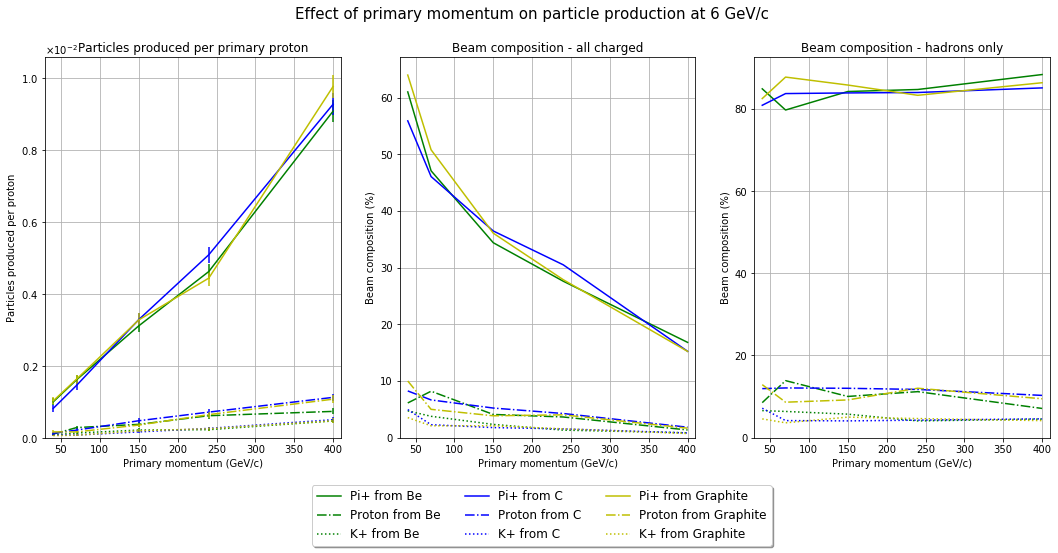 Effect of primary momentum on particle production at 6 GeV/c
×10⁻² Particles produced per primary proton
Particles produced per proton
1.0
0.8
0.6
0.4
0.2
0.0
50 100 150 200 250 300 350 400
Primary momentum (GeV/c)
Beam composition - all charged
Beam composition (%)
60
50
40
30
20
10
0
50 100 150 200 250 300 350 400
Primary momentum (GeV/c)
Beam composition - hadrons only
Beam composition (%)
80
60
40
20
0
50 100 150 200 250 300 350 400
Primary momentum (GeV/c)
Pi+ from Be Pi+ from C Pi+ from Graphite
Proton from Be Proton from C Proton from Graphite
K+ from Be K+ from C K+ from Graphite